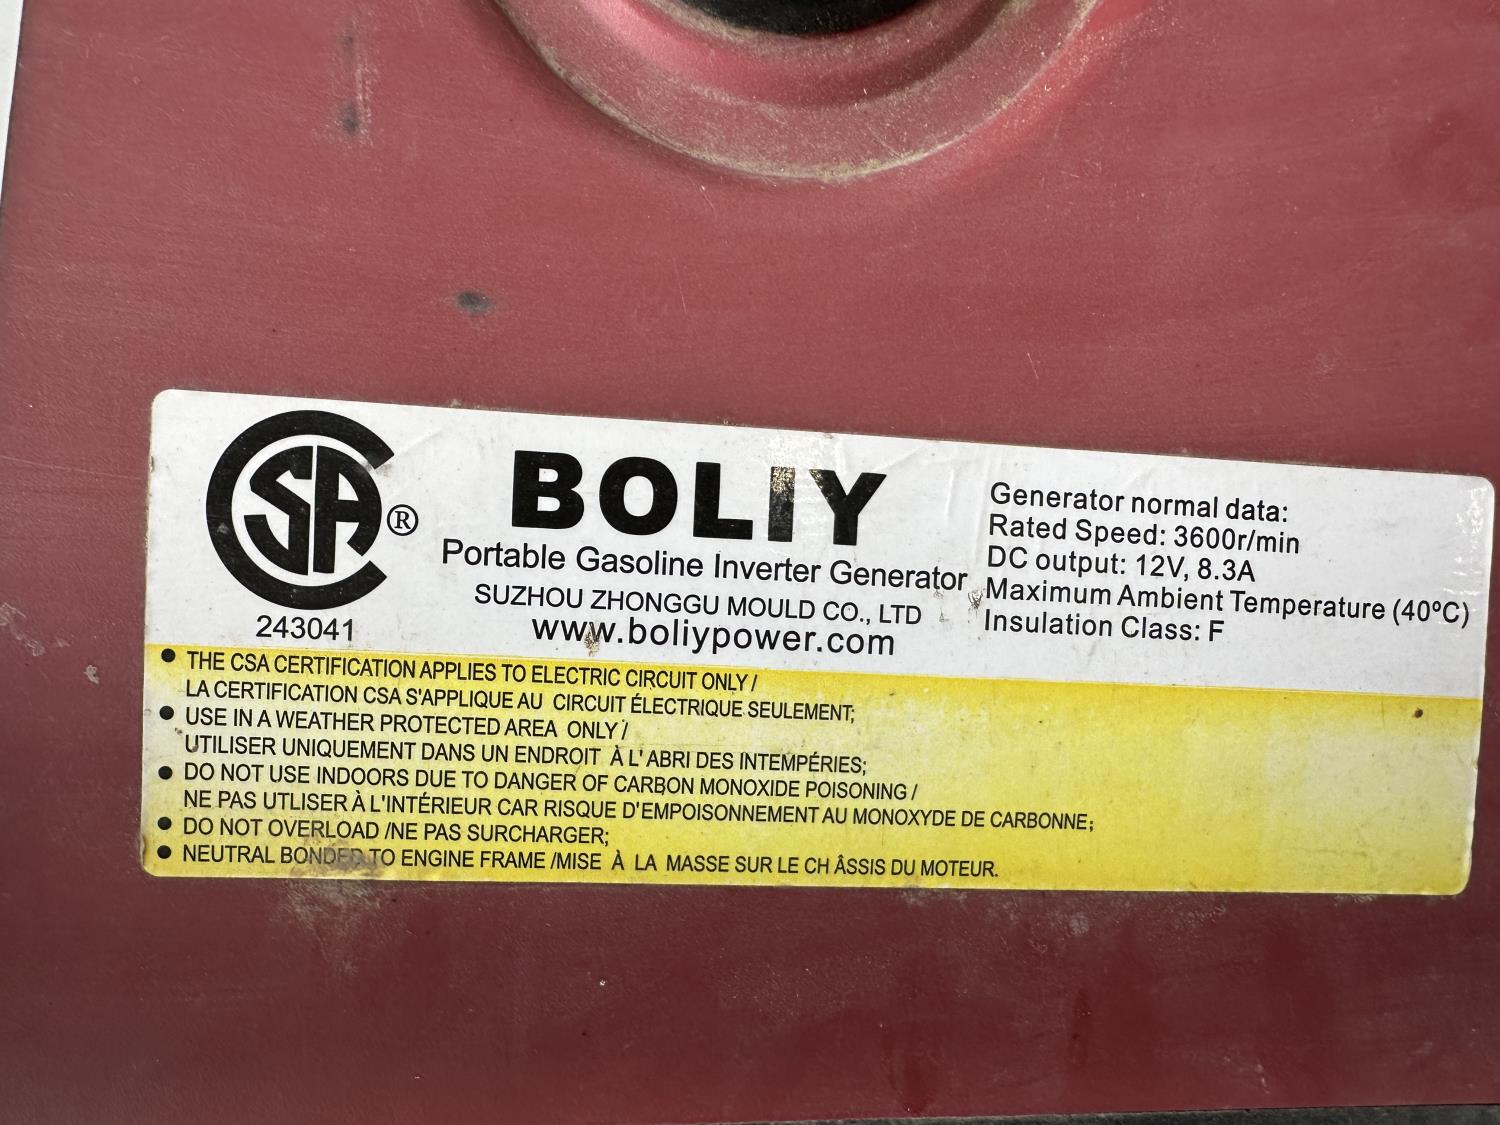 CSA®
243041
BOLIY
Portable Gasoline Inverter Generator
SUZHOU ZHONGGU MOULD CO., LTD
www.boliypower.com
Generator normal data:
Rated Speed: 3600r/min
DC output: 12V, 8.3A
Maximum Ambient Temperature (40ºC)
Insulation Class: F
● THE CSA CERTIFICATION APPLIES TO ELECTRIC CIRCUIT ONLY /
LA CERTIFICATION CSA S'APPLIQUE AU CIRCUIT ÉLECTRIQUE SEULEMENT;
● USE IN A WEATHER PROTECTED AREA ONLY /
UTILISER UNIQUEMENT DANS UN ENDROIT À L' ABRI DES INTEMPÉRIES;
● DO NOT USE INDOORS DUE TO DANGER OF CARBON MONOXIDE POISONING /
NE PAS UTLISER À L'INTÉRIEUR CAR RISQUE D'EMPOISONNEMENT AU MONOXYDE DE CARBONNE;
● DO NOT OVERLOAD /NE PAS SURCHARGER;
● NEUTRAL BONDED TO ENGINE FRAME /MISE À LA MASSE SUR LE CH ÂSSIS DU MOTEUR.